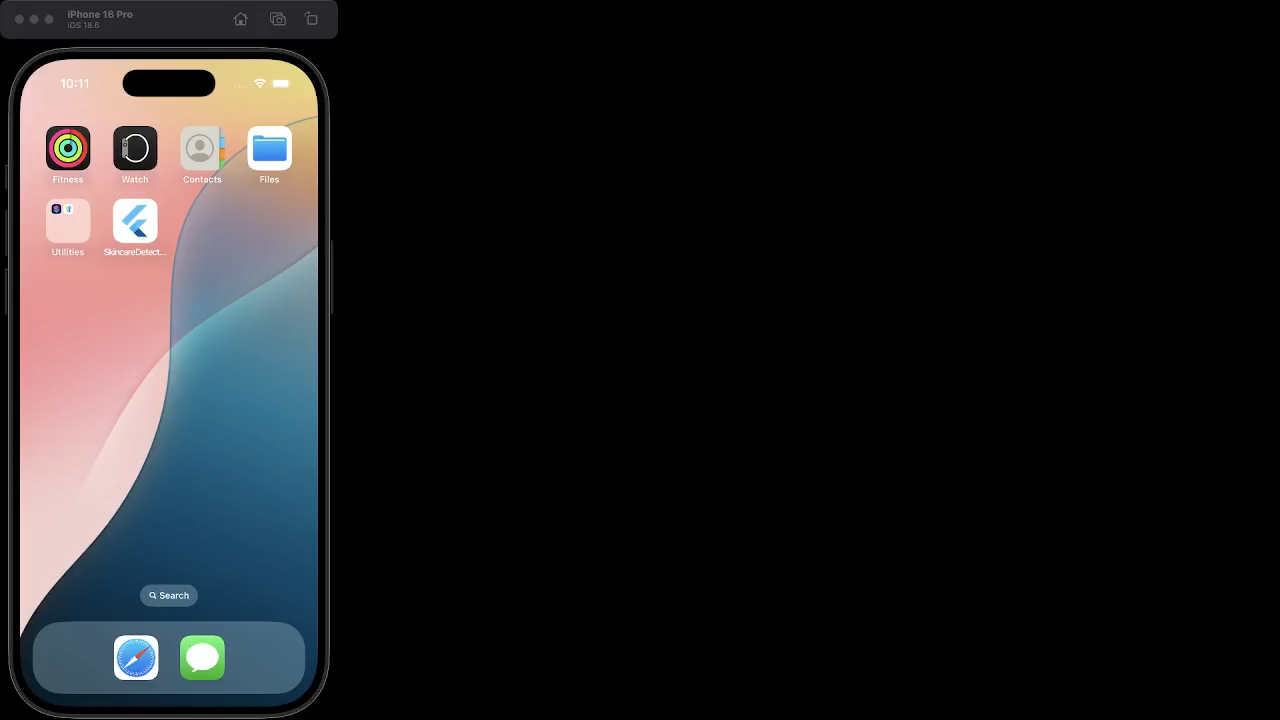 iPhone 16 Pro
iOS 18.6
10:11
Fitness
Watch
Contacts
Files
Utilities
SkincareDetect...
Search